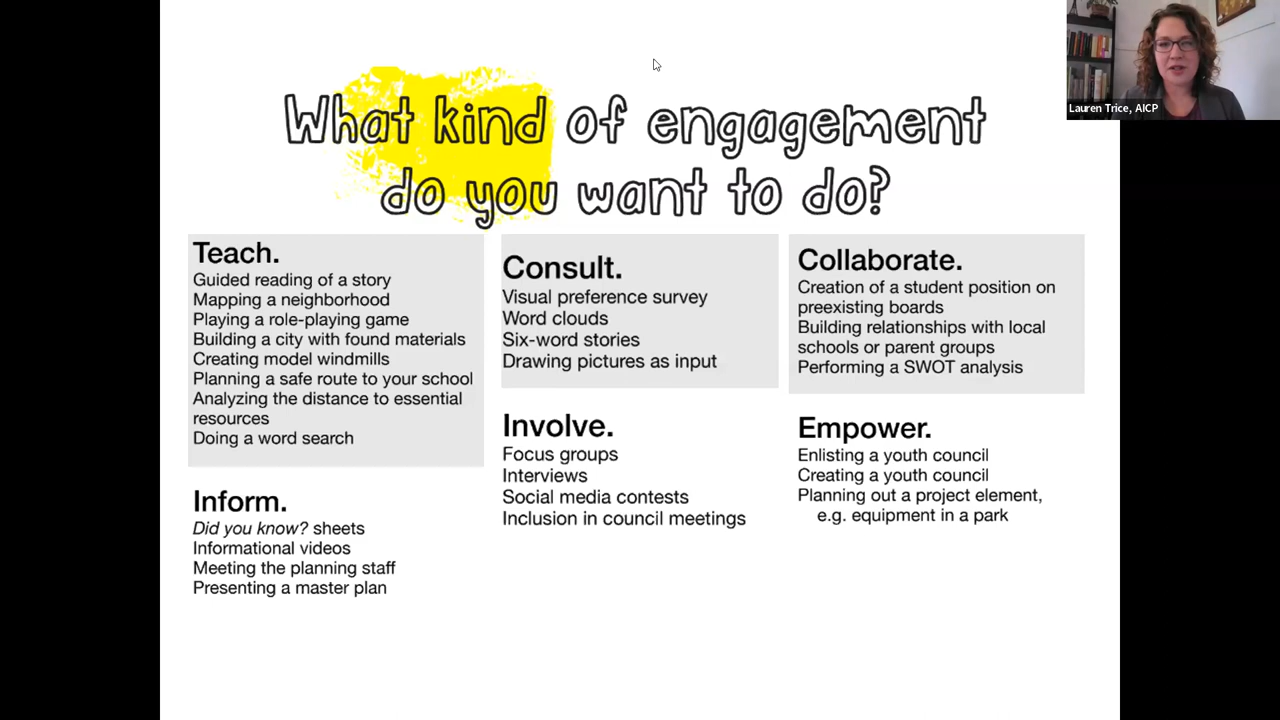 What kind of engagement
do you want to do?
Teach.
Guided reading of a story
Mapping a neighborhood
Playing a role-playing game
Building a city with found materials
Creating model windmills
Planning a safe route to your school
Analyzing the distance to essential
resources
Doing a word search
Inform.
Did you know? sheets
Informational videos
Meeting the planning staff
Presenting a master plan
Consult.
Visual preference survey
Word clouds
Six-word stories
Drawing pictures as input
Involve.
Focus groups
Interviews
Social media contests
Inclusion in council meetings
Collaborate.
Creation of a student position on
preexisting boards
Building relationships with local
schools or parent groups
Performing a SWOT analysis
Empower.
Enlisting a youth council
Creating a youth council
Planning out a project element,
e.g. equipment in a park
Lauren Trice, AICP